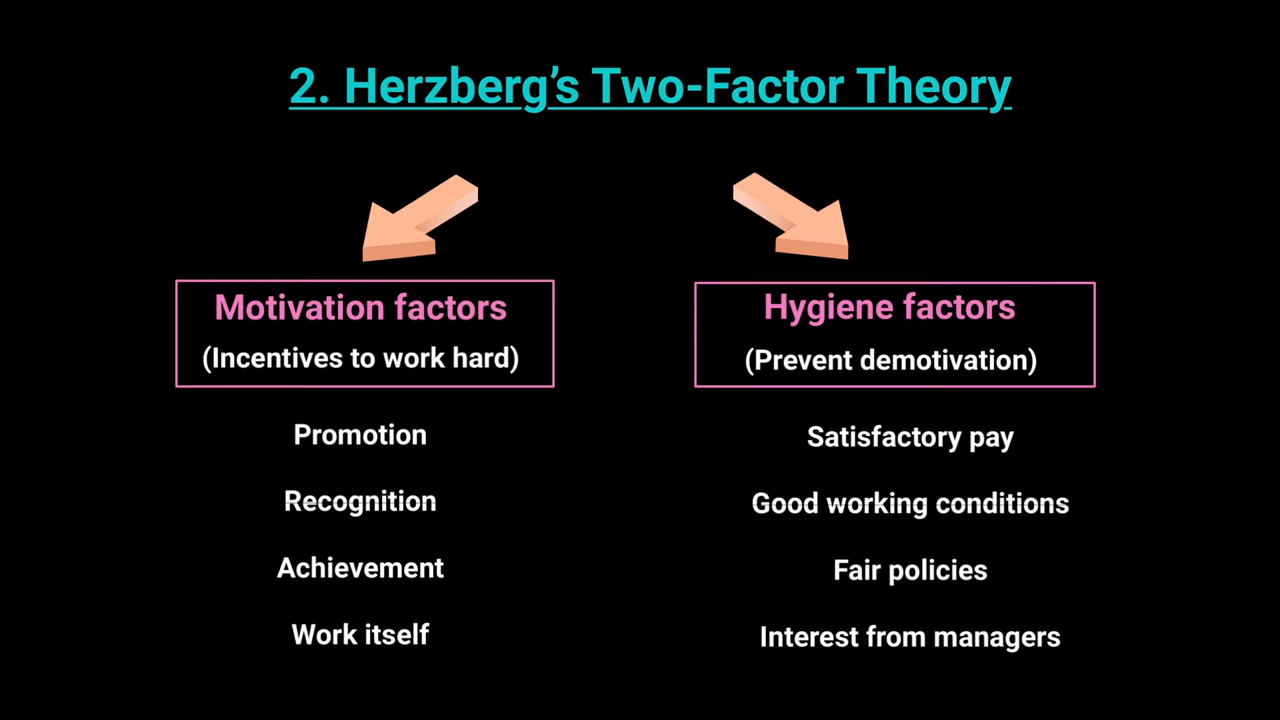 2. Herzberg’s Two-Factor Theory
Motivation factors
(Incentives to work hard)
Promotion
Recognition
Achievement
Work itself
Hygiene factors
(Prevent demotivation)
Satisfactory pay
Good working conditions
Fair policies
Interest from managers